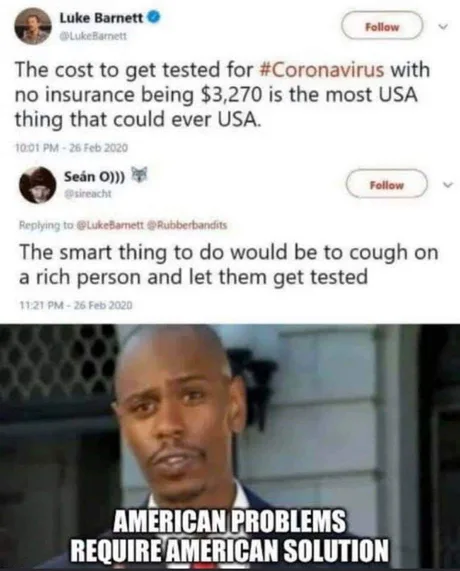 Luke Barnett
@LukeBarnett
Follow
The cost to get tested for #Coronavirus with
no insurance being $3,270 is the most USA
thing that could ever USA.
10:01 PM - 26 Feb 2020
Seán O)))
@sireacht
Follow
Replying to @LukeBarnett @Rubberbandits
The smart thing to do would be to cough on
a rich person and let them get tested
11:21 PM - 26 Feb 2020
AMERICAN PROBLEMS
REQUIRE AMERICAN SOLUTION